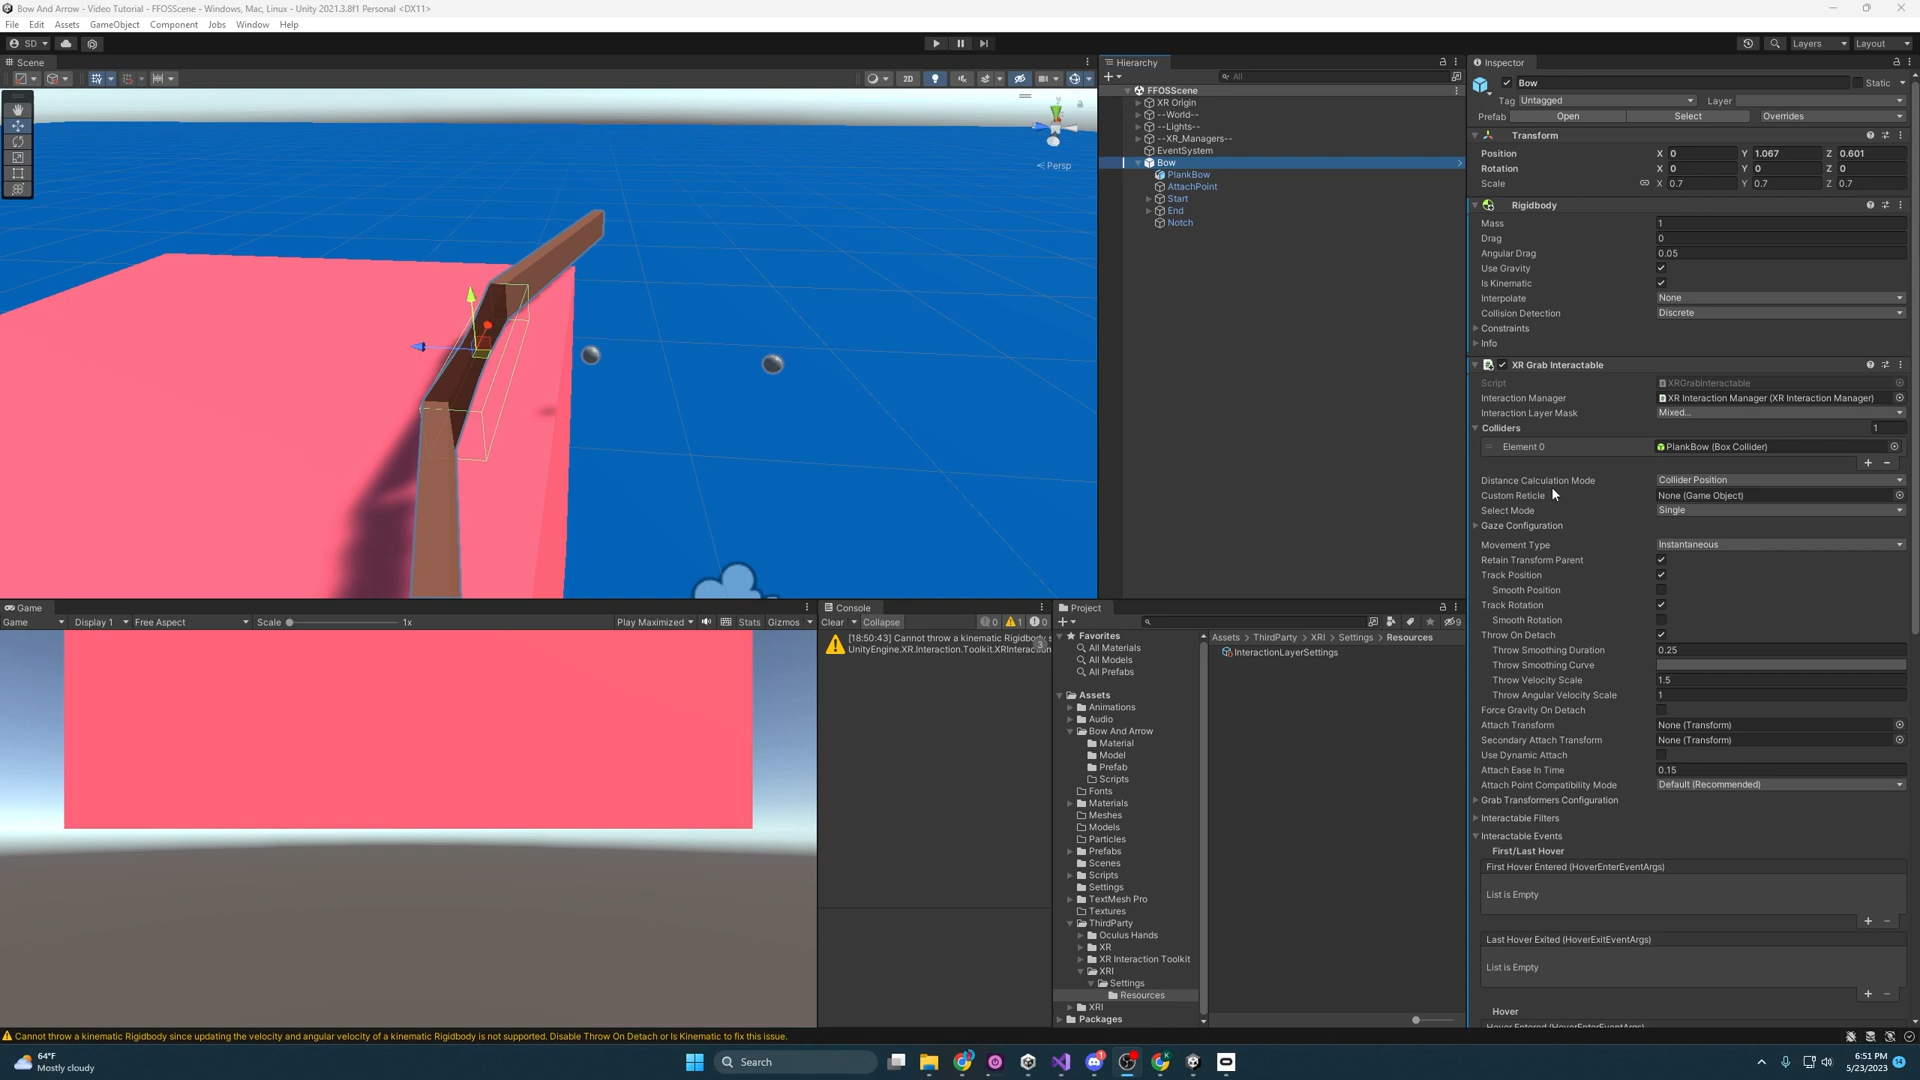 Bow And Arrow - Video Tutorial - FFOSScene - Windows, Mac, Linux - Unity 2021.3.8f1 Personal <DX11>
File Edit Assets GameObject Component Jobs Window Help
SD Layers Layout
Scene
2D
Persp
Hierarchy
All
FFOSScene
XR Origin
--World--
--Lights--
--XR_Managers--
EventSystem
Bow
PlankBow
AttachPoint
Start
End
Notch
Inspector
Bow Static
Tag Untagged Layer
Prefab Open Select Overrides
Transform
Position X 0 Y 1.067 Z 0.601
Rotation X 0 Y 0 Z 0
Scale X 0.7 Y 0.7 Z 0.7
Rigidbody
Mass 1
Drag 0
Angular Drag 0.05
Use Gravity
Is Kinematic
Interpolate None
Collision Detection Discrete
Constraints
Info
XR Grab Interactable
Script XRGrabInteractable
Interaction Manager XR Interaction Manager (XR Interaction Manager)
Interaction Layer Mask Mixed...
Colliders 1
Element 0 PlankBow (Box Collider)
Distance Calculation Mode Collider Position
Custom Reticle None (Game Object)
Select Mode Single
Gaze Configuration
Movement Type Instantaneous
Retain Transform Parent
Track Position
Smooth Position
Track Rotation
Smooth Rotation
Throw On Detach
Throw Smoothing Duration 0.25
Throw Smoothing Curve
Throw Velocity Scale 1.5
Throw Angular Velocity Scale 1
Force Gravity On Detach
Attach Transform None (Transform)
Secondary Attach Transform None (Transform)
Use Dynamic Attach
Attach Ease In Time 0.15
Attach Point Compatibility Mode Default (Recommended)
Grab Transformers Configuration
Interactable Filters
Interactable Events
First/Last Hover
First Hover Entered (HoverEnterEventArgs)
List is Empty
Last Hover Exited (HoverExitEventArgs)
List is Empty
Hover
Hover Entered (HoverEnterEventArgs)
Game
Game Display 1 Free Aspect Scale 1x Play Maximized Stats Gizmos
Console
Clear Collapse 0 1 0
[18:50:43] Cannot throw a kinematic Rigidbody s
UnityEngine.XR.Interaction.Toolkit.XRInteraction
3
Project
9
Favorites
All Materials
All Models
All Prefabs
Assets
Animations
Audio
Bow And Arrow
Material
Model
Prefab
Scripts
Fonts
Materials
Meshes
Models
Particles
Prefabs
Scenes
Scripts
Settings
TextMesh Pro
Textures
ThirdParty
Oculus Hands
XR
XR Interaction Toolkit
XRI
Settings
Resources
XRI
Packages
Assets > ThirdParty > XRI > Settings > Resources
InteractionLayerSettings
Cannot throw a kinematic Rigidbody since updating the velocity and angular velocity of a kinematic Rigidbody is not supported. Disable Throw On Detach or Is Kinematic to fix this issue.
64°F
Mostly cloudy
Search
6:51 PM
5/23/2023
14